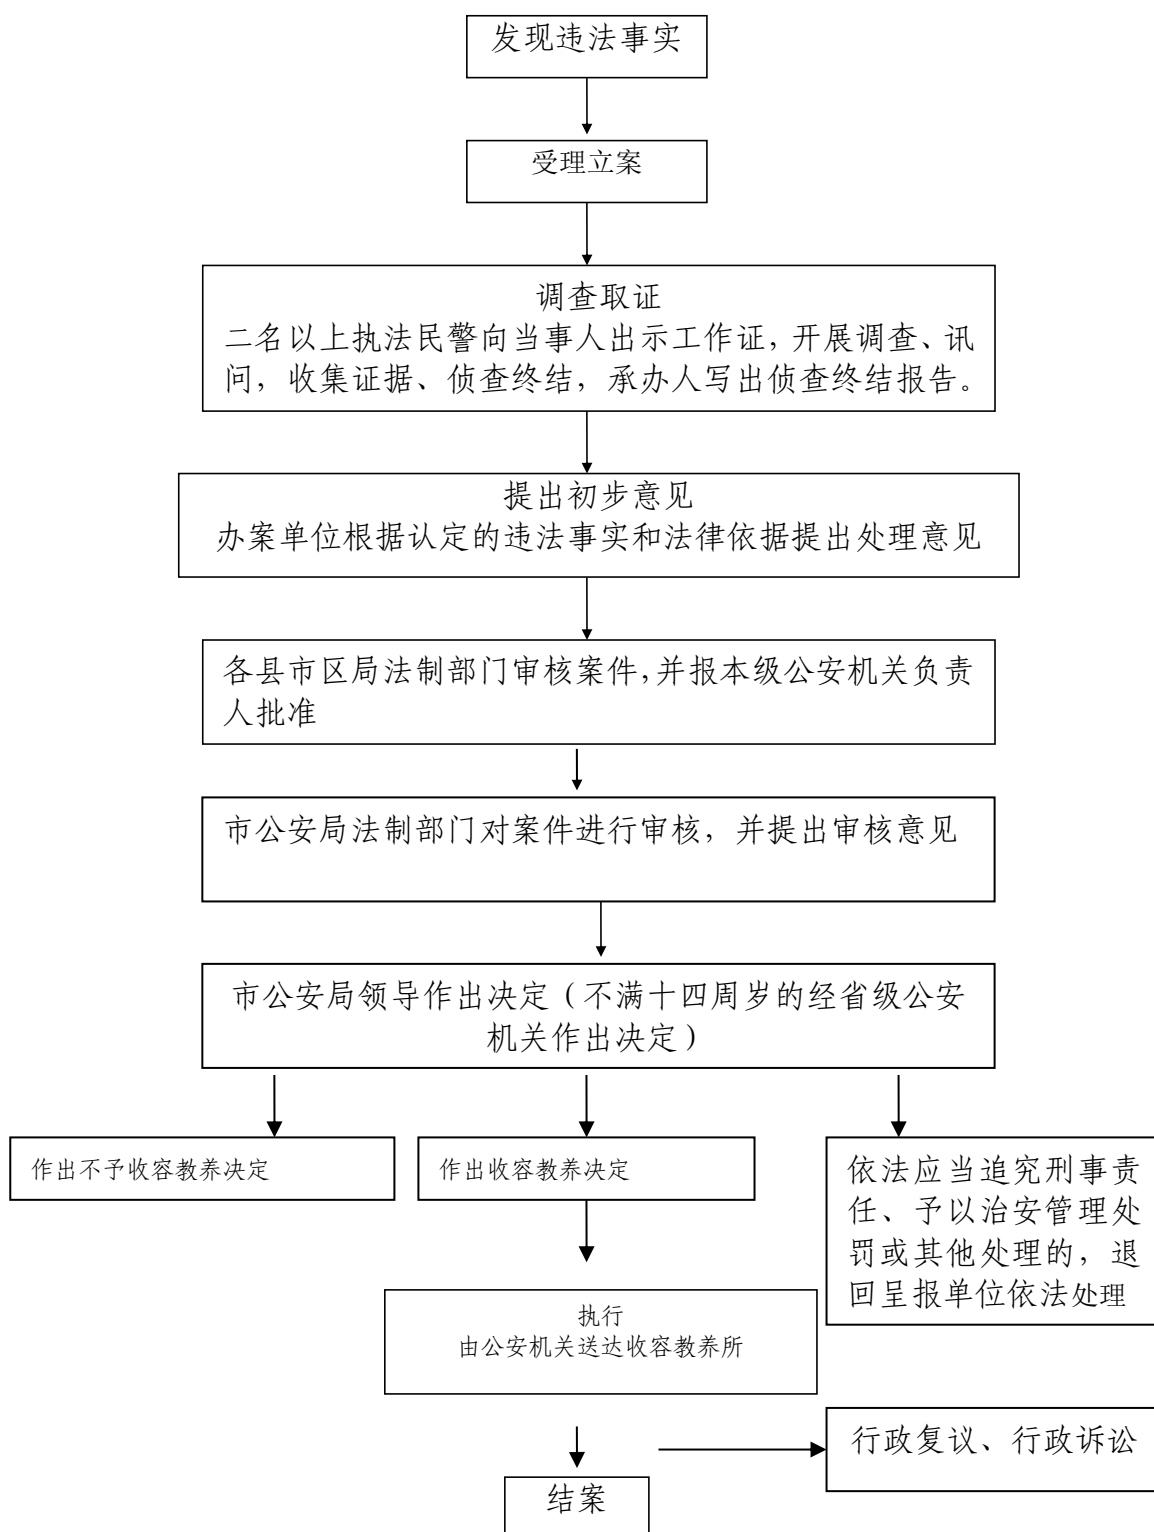 发现违法事实
受理立案
调查取证
二名以上执法民警向当事人出示工作证，开展调查、讯
问，收集证据、侦查终结，承办人写出侦查终结报告。
提出初步意见
办案单位根据认定的违法事实和法律依据提出处理意见
各县市区局法制部门审核案件，并报本级公安机关负责
人批准
市公安局法制部门对案件进行审核，并提出审核意见
市公安局领导作出决定（不满十四周岁的经省级公安
机关作出决定）
作出不予收容教养决定
作出收容教养决定
依法应当追究刑事责
任、予以治安管理处
罚或其他处理的，退
回呈报单位依法处理
执行
由公安机关送达收容教养所
行政复议、行政诉讼
结案